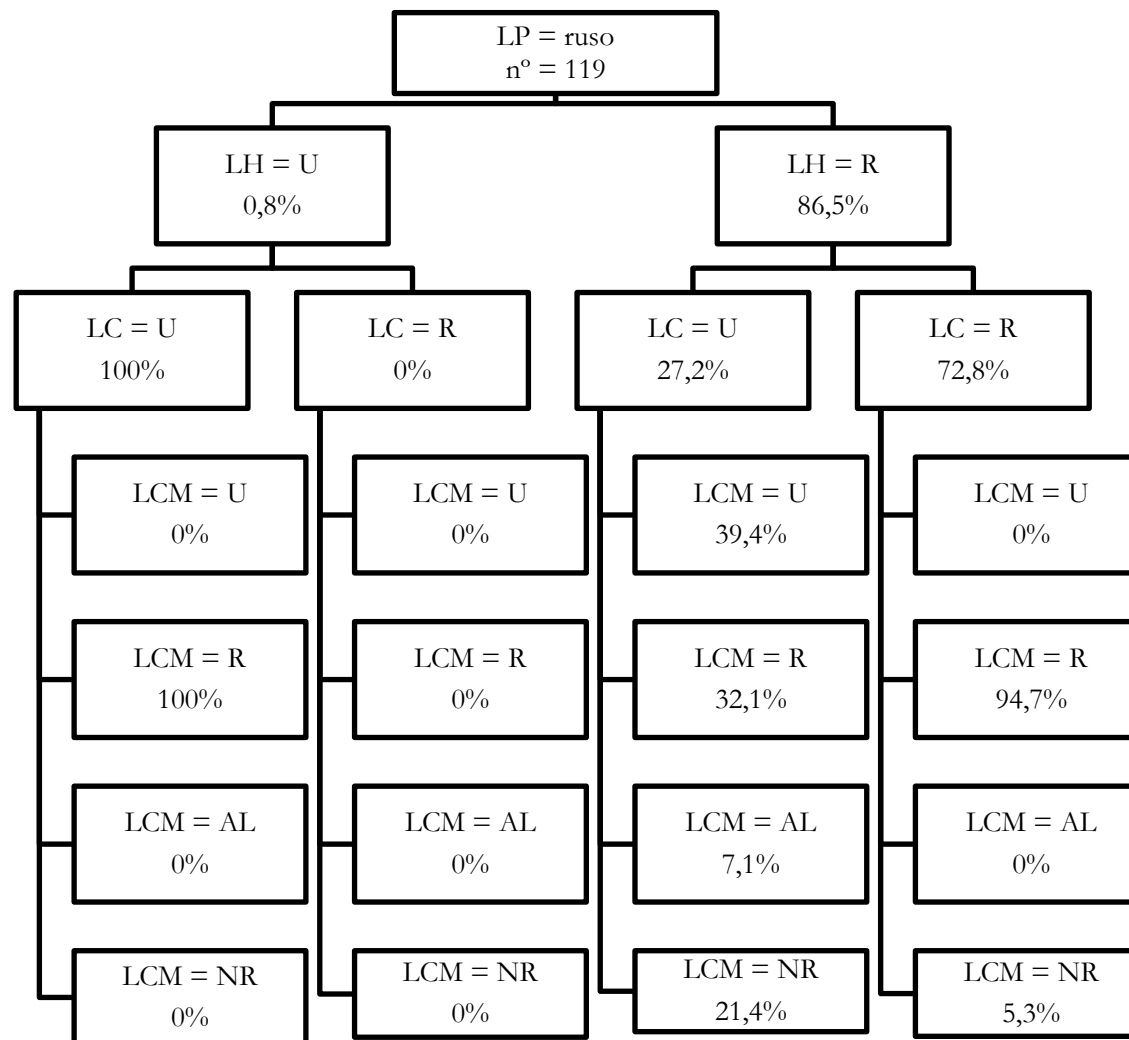 LP = ruso
nº = 119
LH = U
0,8%
LH = R
86,5%
LC = U
100%
LC = R
0%
LC = U
27,2%
LC = R
72,8%
LCM = U
0%
LCM = U
0%
LCM = U
39,4%
LCM = U
0%
LCM = R
100%
LCM = R
0%
LCM = R
32,1%
LCM = R
94,7%
LCM = AL
0%
LCM = AL
0%
LCM = AL
7,1%
LCM = AL
0%
LCM = NR
0%
LCM = NR
0%
LCM = NR
21,4%
LCM = NR
5,3%